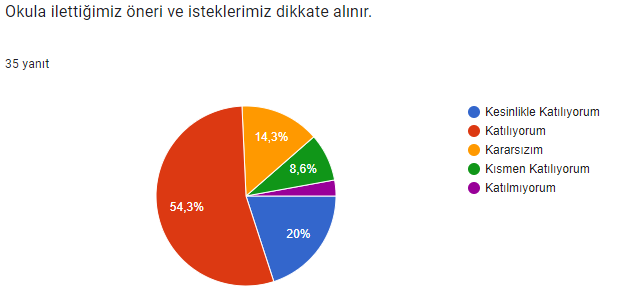 Okula ilettiğimiz öneri ve isteklerimiz dikkate alınır.
35 yanıt
Kesinlikle Katılıyorum
Katılıyorum
Kararsızım
Kısmen Katılıyorum
Katılmıyorum
14,3%
8,6%
54,3%
20%